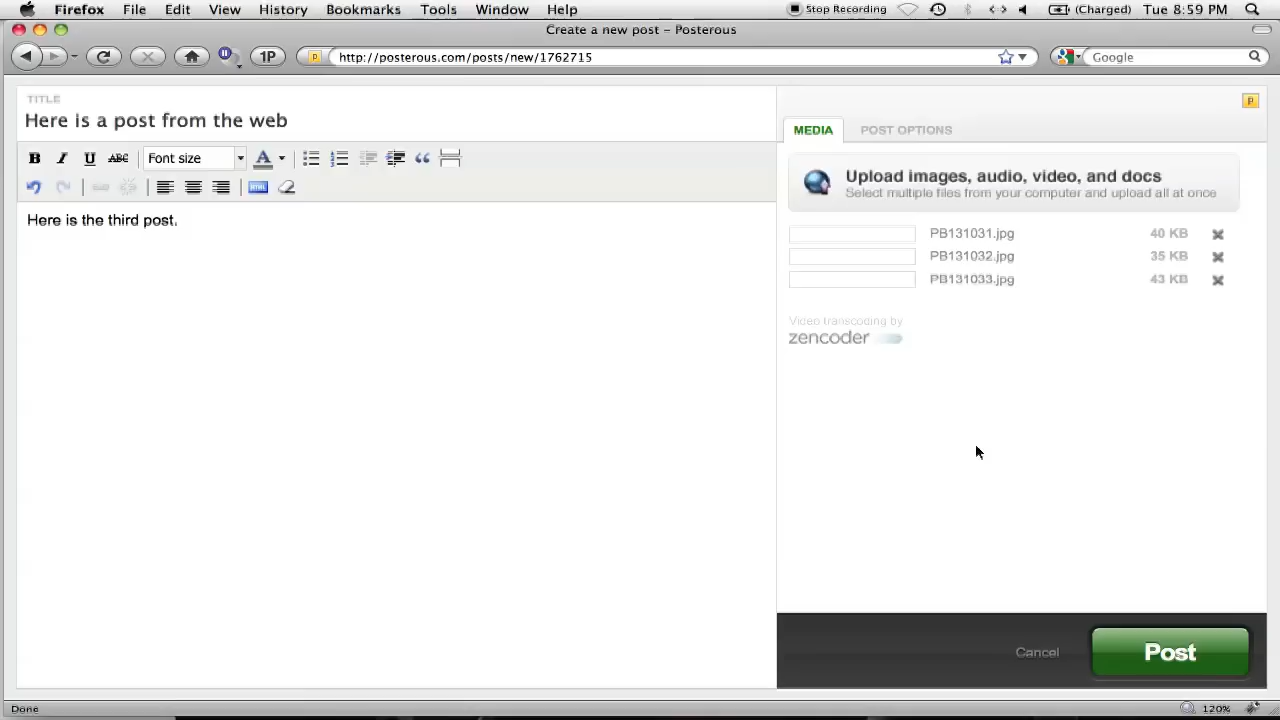 Firefox File Edit View History Bookmarks Tools Window Help Stop Recording (Charged) Tue 8:59 PM
Create a new post – Posterous
1P P http://posterous.com/posts/new/1762715 Google
TITLE
Here is a post from the web
B I U ABC Font size A
HTML
Here is the third post.
P
MEDIA POST OPTIONS
Upload images, audio, video, and docs
Select multiple files from your computer and upload all at once
PB131031.jpg 40 KB
PB131032.jpg 35 KB
PB131033.jpg 43 KB
Video transcoding by
zencoder
Cancel Post
Done 120%